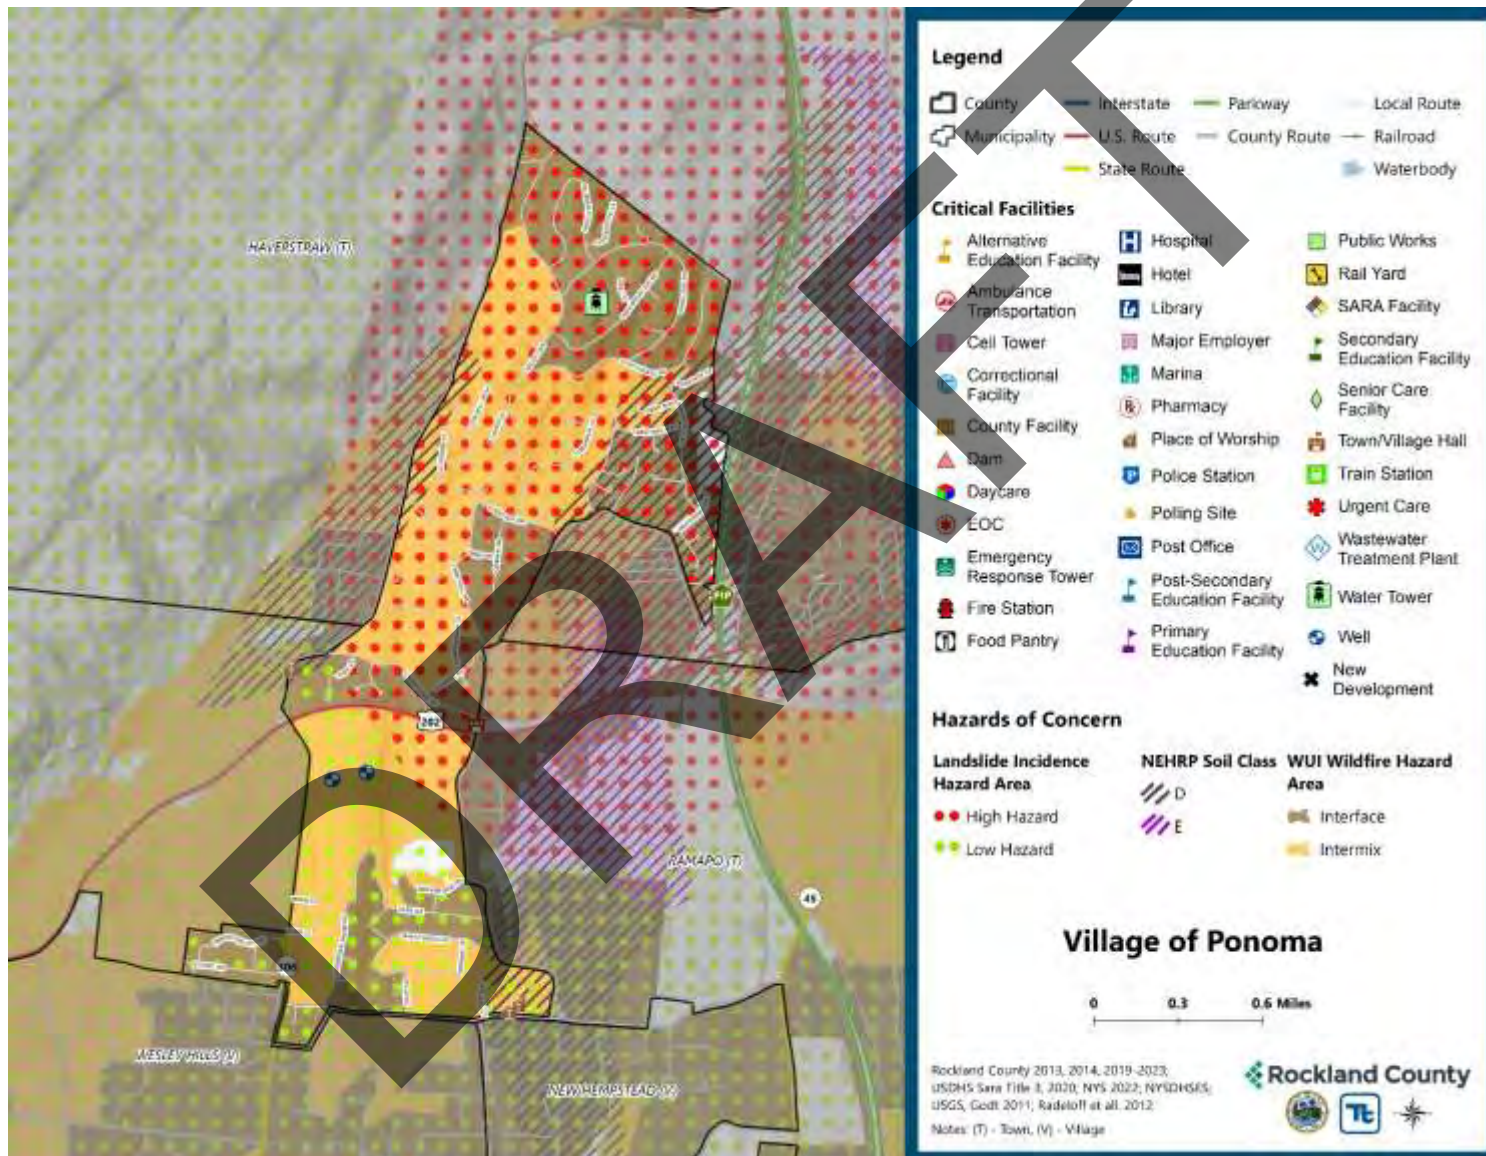 HAVERSTRAW (T)
PIP
202
RAMAPO (T)
45
306
WESLEY HILLS (V)
NEW HEMPSTEAD (V)
DRAFT
Legend
County
Interstate
Parkway
Local Route
Municipality
U.S. Route
County Route
Railroad
State Route
Waterbody
Critical Facilities
Alternative
Education Facility
Ambulance
Transportation
Cell Tower
Correctional
Facility
County Facility
Dam
Daycare
EOC
Emergency
Response Tower
Fire Station
Food Pantry
Hospital
Hotel
Library
Major Employer
Marina
Pharmacy
Place of Worship
Police Station
Polling Site
Post Office
Post-Secondary
Education Facility
Primary
Education Facility
Public Works
Rail Yard
SARA Facility
Secondary
Education Facility
Senior Care
Facility
Town/Village Hall
Train Station
Urgent Care
Wastewater
Treatment Plant
Water Tower
Well
New
Development
Hazards of Concern
Landslide Incidence
Hazard Area
High Hazard
Low Hazard
NEHRP Soil Class
D
E
WUI Wildfire Hazard
Area
Interface
Intermix
Village of Ponoma
0 0.3 0.6 Miles
Rockland County 2013, 2014, 2019-2023;
USDHS Sara Title 3, 2020; NYS 2022; NYSDHSES;
USGS, Godt 2011; Radeloff et all. 2012
Notes: (T) - Town, (V) - Village
Rockland County
Tt